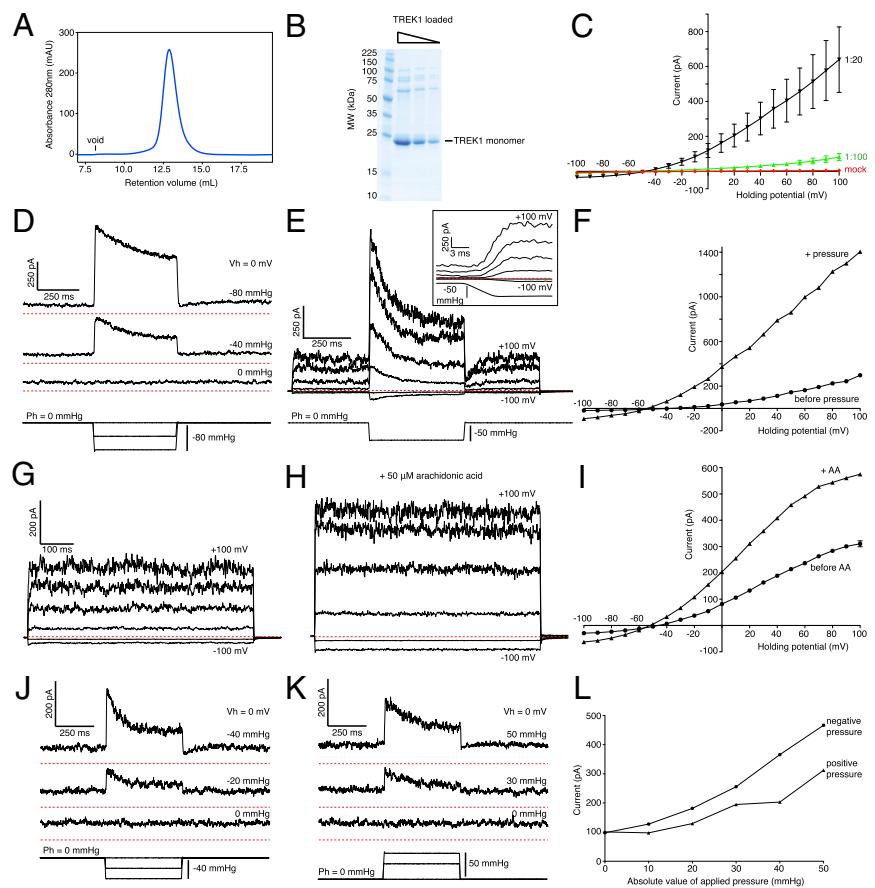 A
Absorbance 280nm (mAU)
300
200
100
0
void
7.5
10.0
12.5
15.0
17.5
Retention volume (mL)
B
TREK1 loaded
MW (kDa)
225
150
100
75
50
35
25
15
10
TREK1 monomer
C
Current (pA)
800
600
400
200
-100
-100
-80
-60
-40
-20
20
40
60
80
100
1:20
1:100
mock
Holding potential (mV)
D
250 pA
250 ms
Vh = 0 mV
-80 mmHg
-40 mmHg
0 mmHg
Ph = 0 mmHg
-80 mmHg
E
250 pA
250 ms
250 pA
3 ms
+100 mV
-100 mV
-50
mmHg
+100 mV
-100 mV
Ph = 0 mmHg
-50 mmHg
F
Current (pA)
1400
1200
1000
600
400
200
-200
+ pressure
before pressure
-100
-80
-60
-40
-20
20
40
60
80
100
Holding potential (mV)
G
200 pA
100 ms
+100 mV
-100 mV
H
+ 50 µM arachidonic acid
+100 mV
-100 mV
I
Current (pA)
600
500
400
300
200
100
-100
+ AA
before AA
-100
-80
-60
-40
-20
20
40
60
80
100
Holding potential (mV)
J
200 pA
250 ms
Vh = 0 mV
-40 mmHg
-20 mmHg
0 mmHg
Ph = 0 mmHg
-40 mmHg
K
200 pA
250 ms
Vh = 0 mV
50 mmHg
30 mmHg
0 mmHg
Ph = 0 mmHg
50 mmHg
L
Current (pA)
500
400
300
200
100
0
negative
pressure
positive
pressure
0
10
20
30
40
50
Absolute value of applied pressure (mmHg)